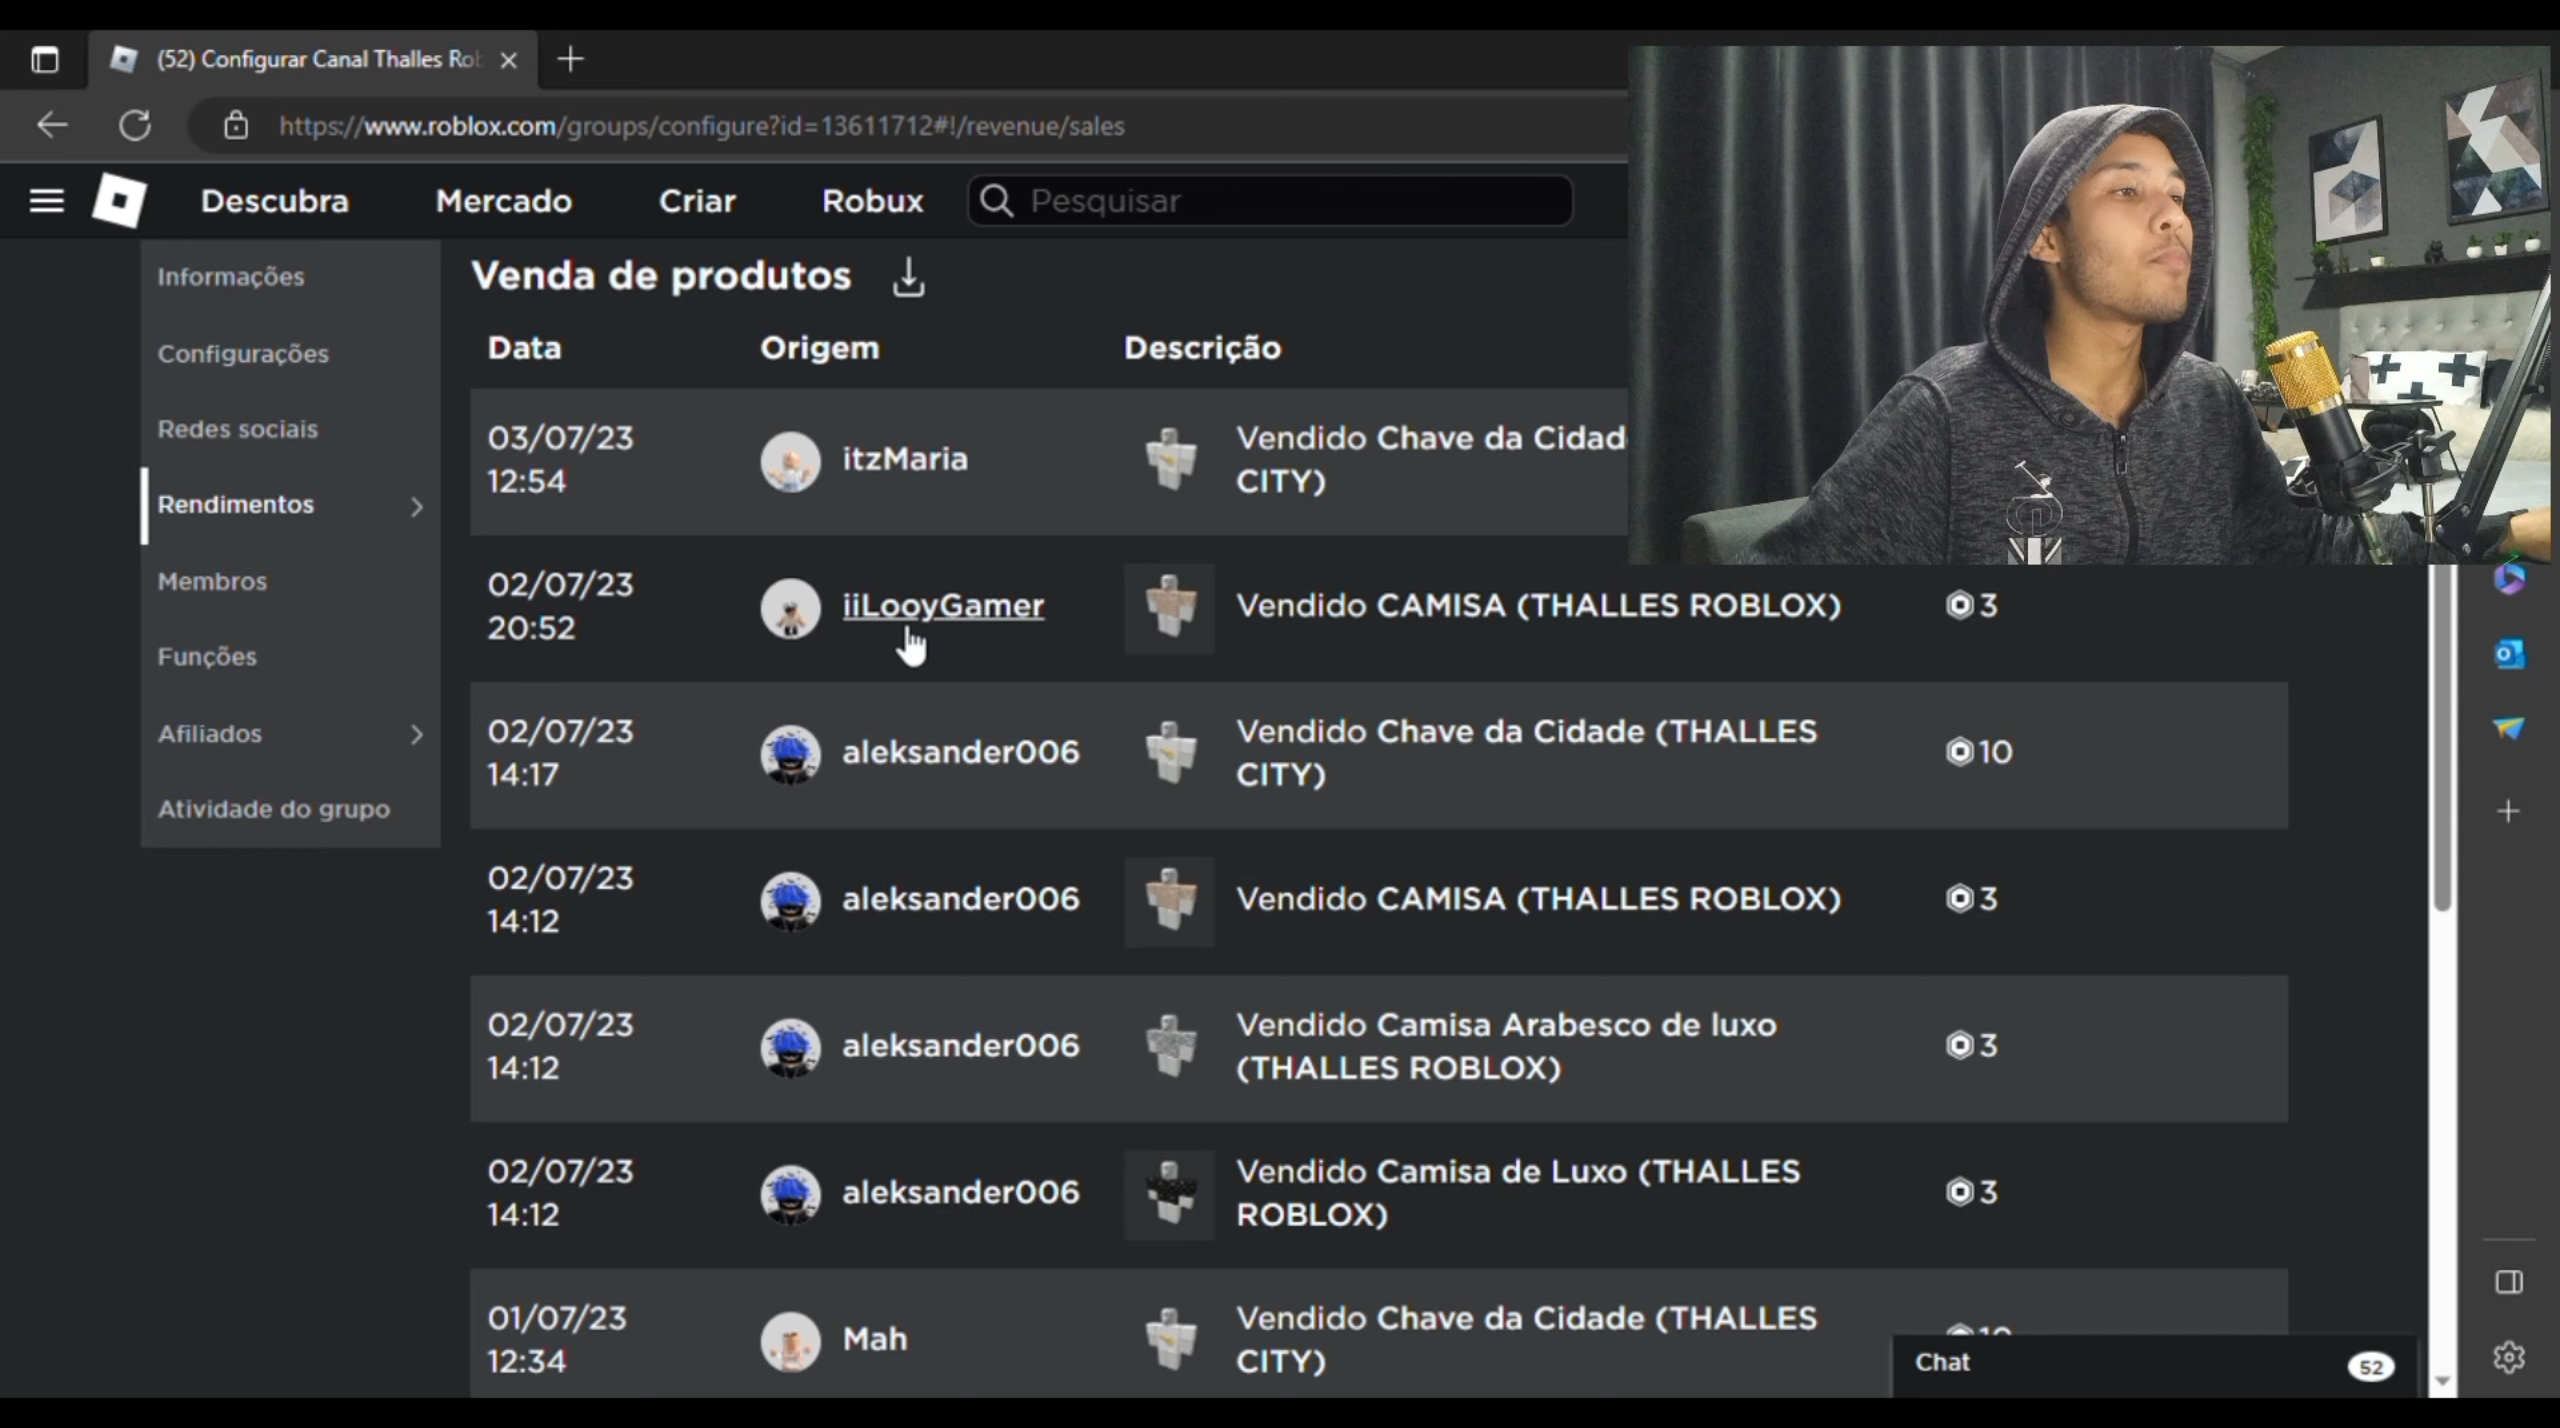 (52) Configurar Canal Thalles Rob
https://www.roblox.com/groups/configure?id=13611712#!/revenue/sales
Descubra Mercado Criar Robux Pesquisar
Informações
Configurações
Redes sociais
Rendimentos
Membros
Funções
Afiliados
Atividade do grupo
Venda de produtos
Data Origem Descrição
03/07/23
12:54
itzMaria
Vendido Chave da Cidad
CITY)
02/07/23
20:52
iiLooyGamer
Vendido CAMISA (THALLES ROBLOX)
3
02/07/23
14:17
aleksander006
Vendido Chave da Cidade (THALLES
CITY)
10
02/07/23
14:12
aleksander006
Vendido CAMISA (THALLES ROBLOX)
3
02/07/23
14:12
aleksander006
Vendido Camisa Arabesco de luxo
(THALLES ROBLOX)
3
02/07/23
14:12
aleksander006
Vendido Camisa de Luxo (THALLES
ROBLOX)
3
01/07/23
12:34
Mah
Vendido Chave da Cidade (THALLES
CITY)
Chat 52